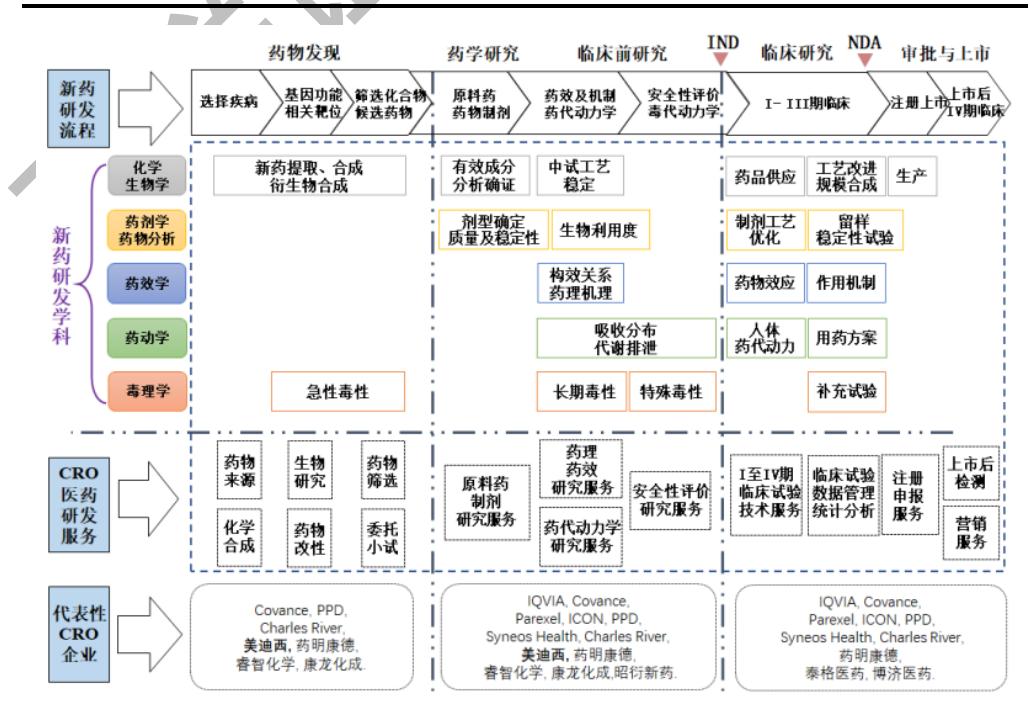 药物发现
药学研究
临床前研究
IND
临床研究
NDA
审批与上市
新药
研发
流程
选择疾病
基因功能
相关靶位
筛选化合物
候选药物
原料药
药物制剂
药效及机制
药代动力学
安全性评价
毒代动力学
I- III期临床
注册上市
上市后
IV期临床
新药研发学科
化学
生物学
新药提取、合成
衍生物合成
有效成分
分析确证
中试工艺
稳定
药品供应
工艺改进
规模合成
生产
药剂学
药物分析
剂型确定
质量及稳定性
生物利用度
制剂工艺
优化
留样
稳定性试验
药效学
构效关系
药理机理
药物效应
作用机制
药动学
吸收分布
代谢排泄
人体
药代动力
用药方案
毒理学
急性毒性
长期毒性
特殊毒性
补充试验
CRO
医药
研发
服务
药物
来源
生物
研究
药物
筛选
化学
合成
药物
改性
委托
小试
原料药
制剂
研究服务
药理
药效
研究服务
药代动力学
研究服务
安全性评价
研究服务
I至IV期
临床试验
技术服务
临床试验
数据管理
统计分析
注册
申报
服务
上市后
检测
营销
服务
代表性
CRO
企业
Covance, PPD,
Charles River,
美迪西, 药明康德,
睿智化学, 康龙化成.
IQVIA, Covance,
Parexel, ICON, PPD,
Syneos Health, Charles River,
美迪西, 药明康德,
睿智化学, 康龙化成,昭衍新药.
IQVIA, Covance,
Parexel, ICON, PPD,
Syneos Health, Charles River,
药明康德,
泰格医药, 博济医药.